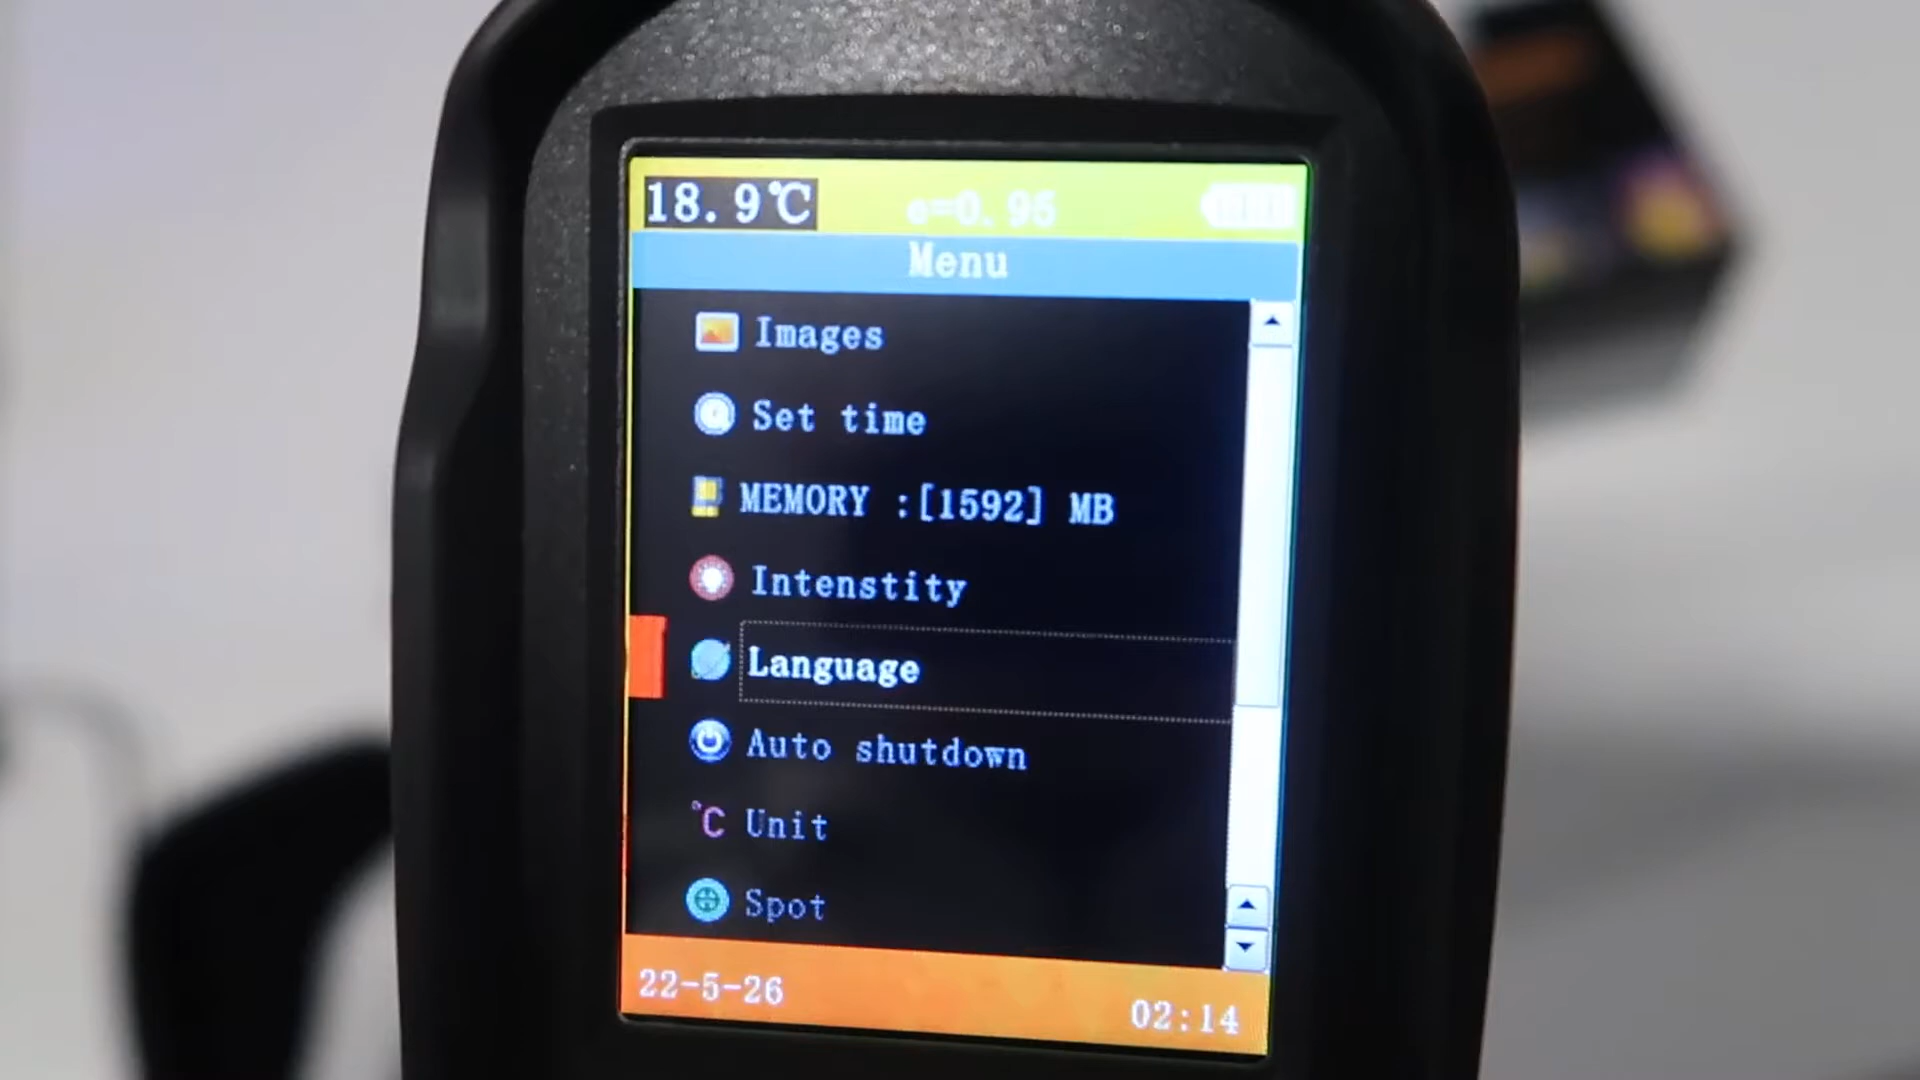 18.9℃ e=0.95
Menu
Images
Set time
MEMORY :[1592] MB
Intenstity
Language
Auto shutdown
°C Unit
Spot
22-5-26 02:14